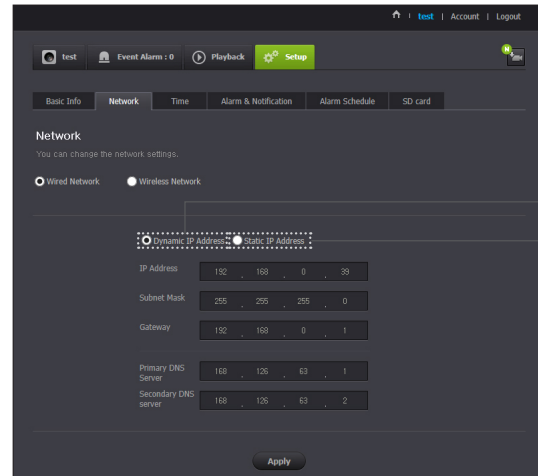 test | Account | Logout
test Event Alarm : 0 Playback Setup
N
Basic Info Network Time Alarm & Notification Alarm Schedule SD card
Network
You can change the network settings.
Wired Network Wireless Network
Dynamic IP Address Static IP Address
IP Address 192 . 168 . 0 . 39
Subnet Mask 255 . 255 . 255 . 0
Gateway 192 . 168 . 0 . 1
Primary DNS
Server 168 . 126 . 63 . 1
Secondary DNS
server 168 . 126 . 63 . 2
Apply